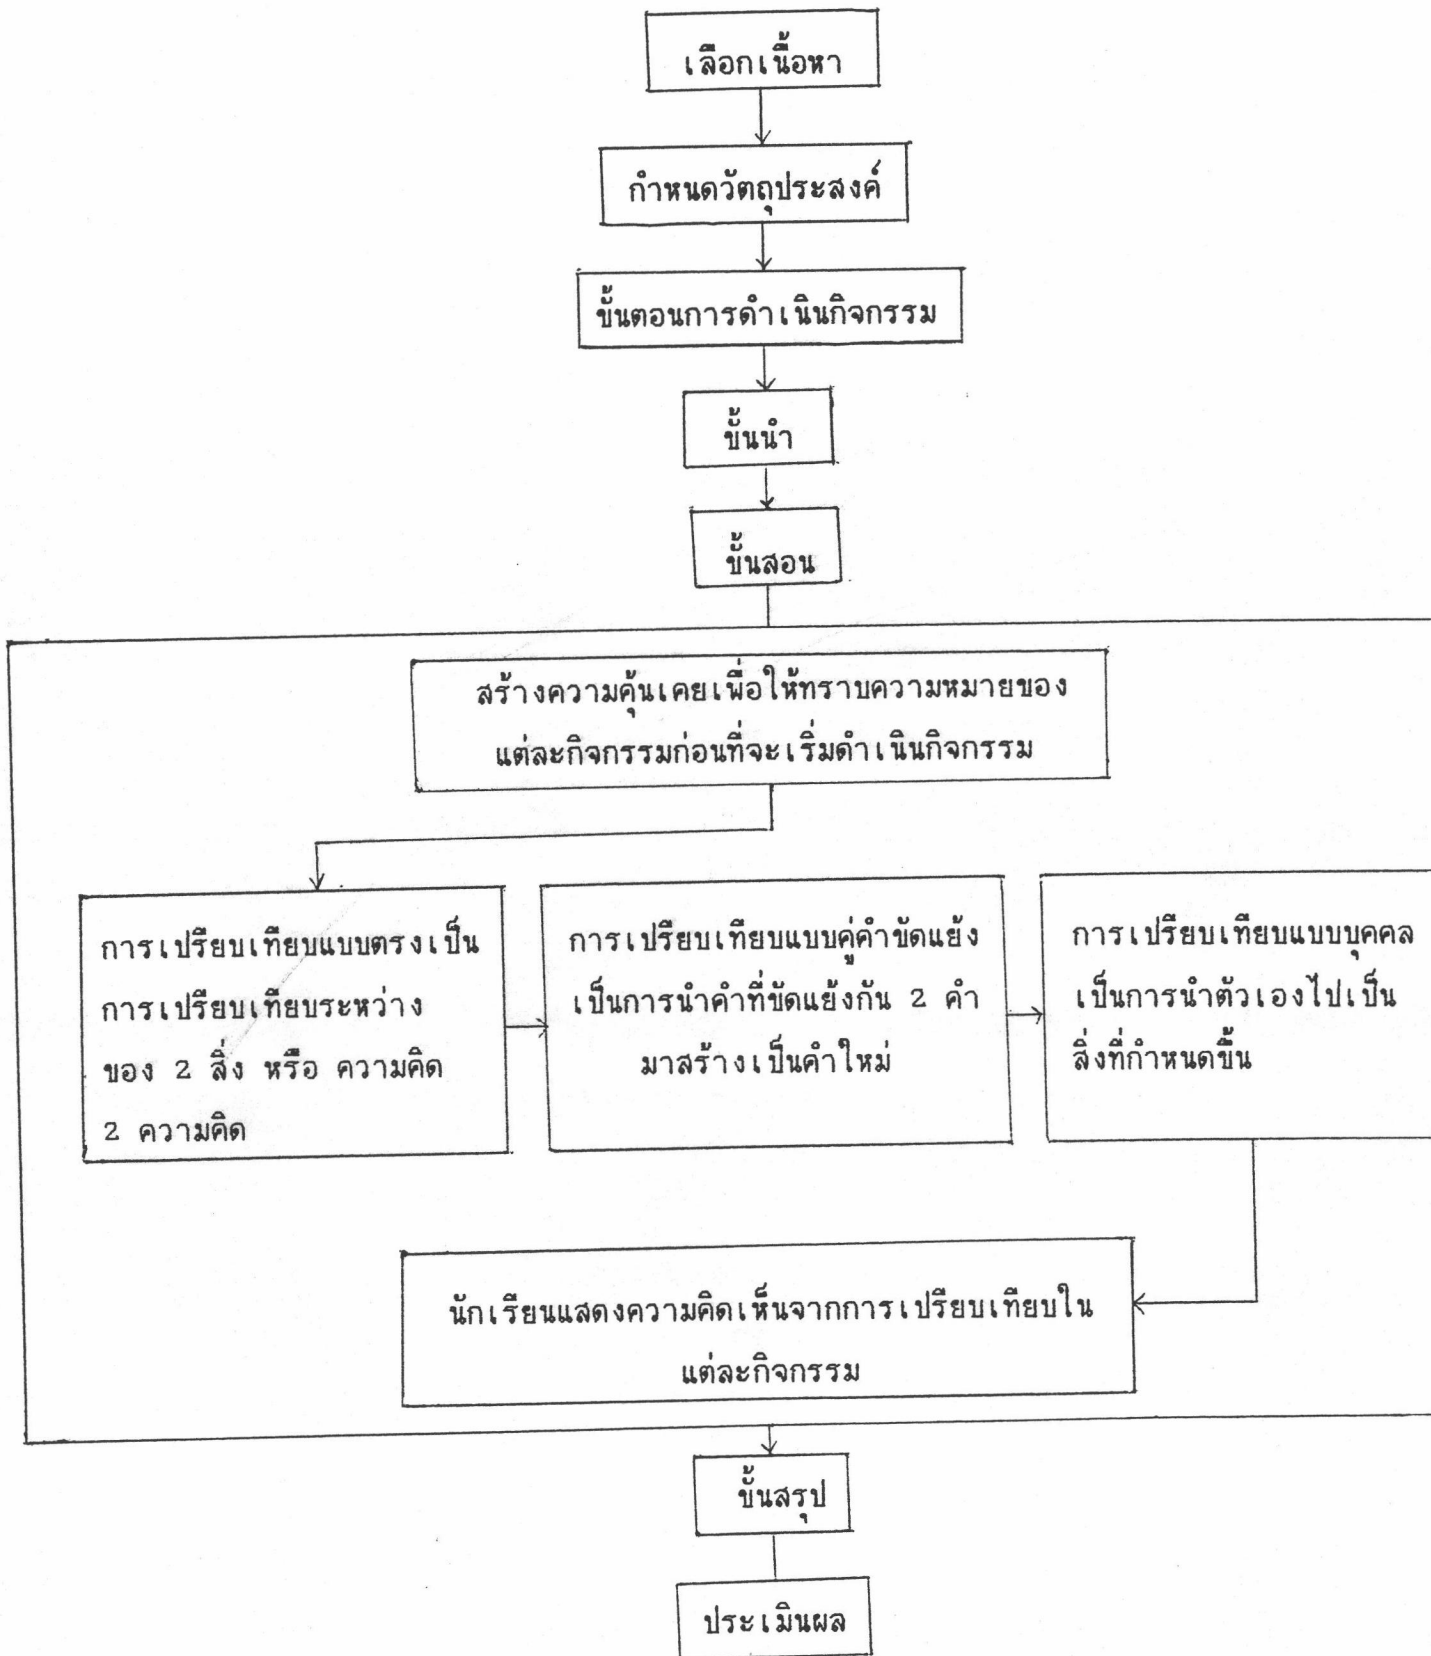 เลือกเนื้อหา
กำหนดวัตถุประสงค์
ขั้นตอนการดำเนินกิจกรรม
ขั้นนำ
ขั้นสอน
สร้างความคุ้นเคยเพื่อให้ทราบความหมายของ
แต่ละกิจกรรมก่อนที่จะเริ่มดำเนินกิจกรรม
การเปรียบเทียบแบบตรงเป็น
การเปรียบเทียบระหว่าง
ของ 2 สิ่ง หรือ ความคิด
2 ความคิด
การเปรียบเทียบแบบคู่คำขัดแย้ง
เป็นการนำคำที่ขัดแย้งกัน 2 คำ
มาสร้างเป็นคำใหม่
การเปรียบเทียบแบบบุคคล
เป็นการนำตัวเองไปเป็น
สิ่งที่กำหนดขึ้น
นักเรียนแสดงความคิดเห็นจากการเปรียบเทียบใน
แต่ละกิจกรรม
ขั้นสรุป
ประเมินผล